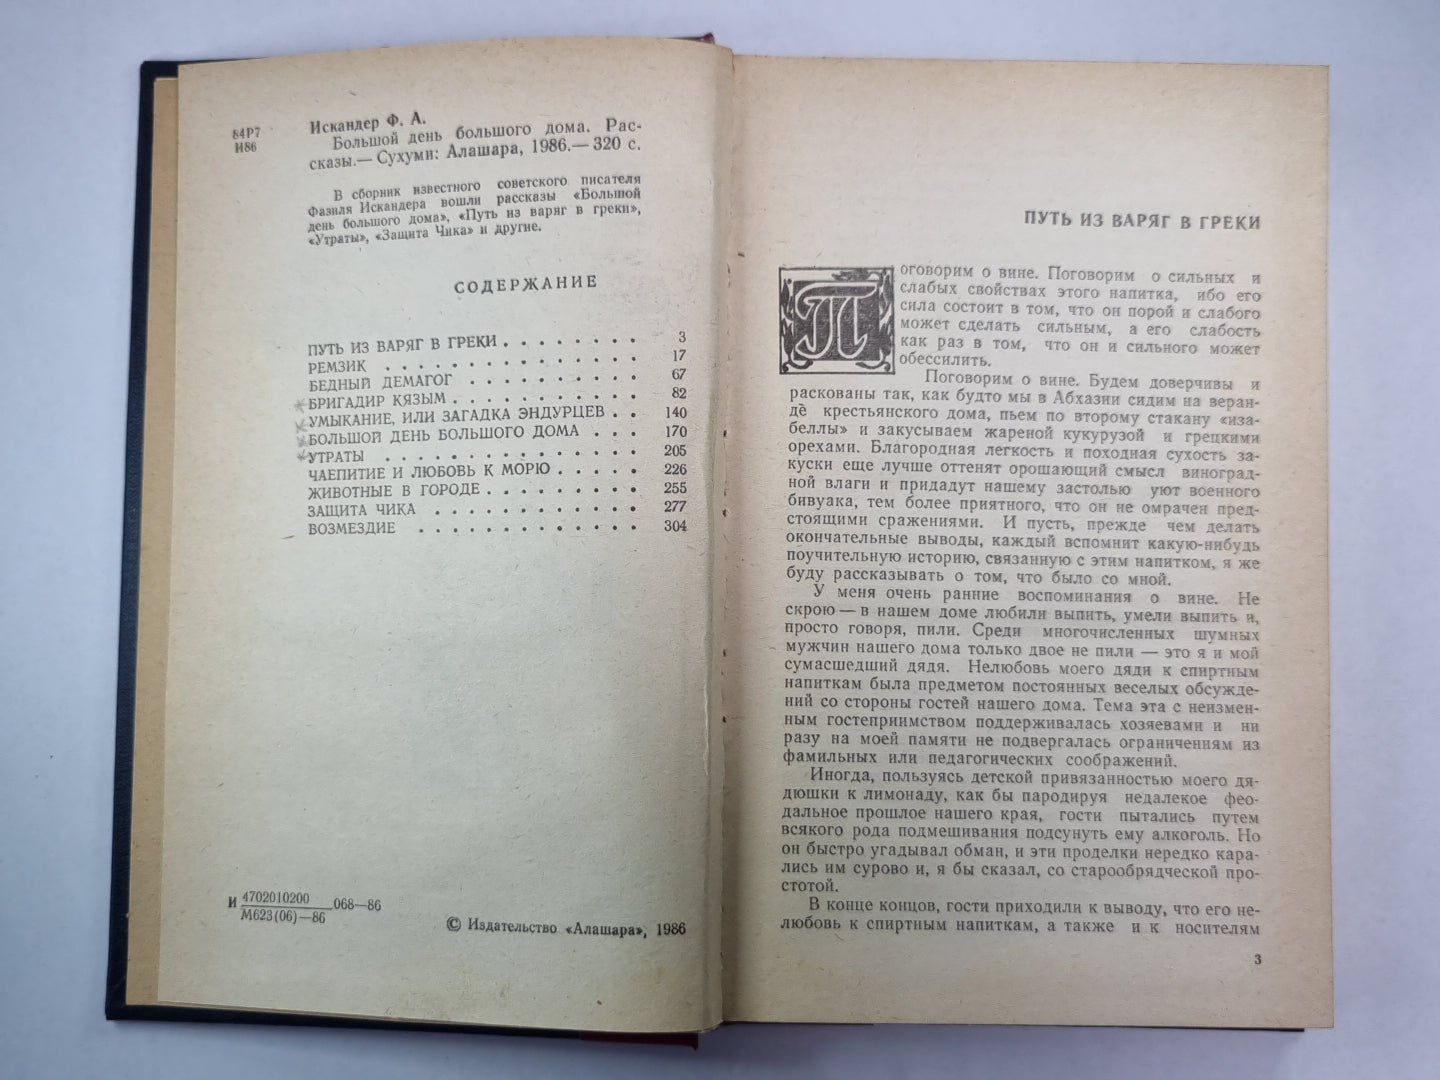 84Р7
И86
Искандер Ф. А.
Большой день большого дома. Рас-
сказы.— Сухуми: Алашара, 1986.— 320 с.
В сборник известного советского писателя
Фазиля Искандера вошли рассказы «Большой
день большого дома», «Путь из варяг в греки»,
«Утраты», «Защита Чика» и другие.
СОДЕРЖАНИЕ
ПУТЬ ИЗ ВАРЯГ В ГРЕКИ . . . . . . . . 3
РЕМЗИК . . . . . . . . . . . . . 17
БЕДНЫЙ ДЕМАГОГ . . . . . . . . . 67
БРИГАДИР КЯЗЫМ . . . . . . . . . . 82
УМЫКАНИЕ, ИЛИ ЗАГАДКА ЭНДУРЦЕВ . . 140
БОЛЬШОЙ ДЕНЬ БОЛЬШОГО ДОМА . . . 170
УТРАТЫ . . . . . . . . . . . . . 205
ЧАЕПИТИЕ И ЛЮБОВЬ К МОРЮ . . . . . 226
ЖИВОТНЫЕ В ГОРОДЕ . . . . . . . . . 255
ЗАЩИТА ЧИКА . . . . . . . . . . . 277
ВОЗМЕЗДИЕ . . . . . . . . . . . . 304
И 4702010200 068—86
М623(06)—86
© Издательство «Алашара», 1986
ПУТЬ ИЗ ВАРЯГ В ГРЕКИ
Поговорим о вине. Поговорим о сильных и
слабых свойствах этого напитка, ибо его
сила состоит в том, что он порой и слабого
может сделать сильным, а его слабость
как раз в том, что он и сильного может
обессилить.
Поговорим о вине. Будем доверчивы и
раскованы так, как будто мы в Абхазии сидим на веран-
де крестьянского дома, пьем по второму стакану «иза-
беллы» и закусываем жареной кукурузой и грецкими
орехами. Благородная легкость и походная сухость за-
куски еще лучше оттенят орошающий смысл виноград-
ной влаги и придадут нашему застолью уют военного
бивуака, тем более приятного, что он не омрачен пред-
стоящими сражениями. И пусть, прежде чем делать
окончательные выводы, каждый вспомнит какую-нибудь
поучительную историю, связанную с этим напитком, я же
буду рассказывать о том, что было со мной.
У меня очень ранние воспоминания о вине. Не
скрою — в нашем доме любили выпить, умели выпить и,
просто говоря, пили. Среди многочисленных шумных
мужчин нашего дома только двое не пили — это я и мой
сумасшедший дядя. Нелюбовь моего дяди к спиртным
напиткам была предметом постоянных веселых обсужде-
ний со стороны гостей нашего дома. Тема эта с неизмен-
ным гостеприимством поддерживалась хозяевами и ни
разу на моей памяти не подвергалась ограничениям из
фамильных или педагогических соображений.
Иногда, пользуясь детской привязанностью моего дя-
дюшки к лимонаду, как бы пародируя недалекое фео-
дальное прошлое нашего края, гости пытались путем
всякого рода подмешивания подсунуть ему алкоголь. Но
он быстро угадывал обман, и эти проделки нередко кара-
лись им сурово и, я бы сказал, со старообрядческой про-
стотой.
В конце концов, гости приходили к выводу, что его не-
любовь к спиртным напиткам, а также и к носителям
3